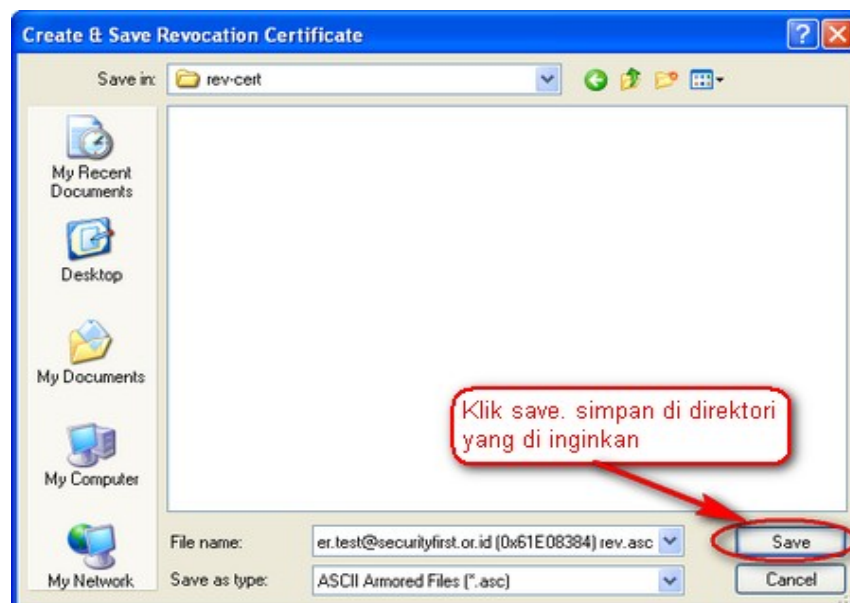 Create & Save Revocation Certificate
Save in:
rev-cert
My Recent
Documents
Desktop
My Documents
My Computer
My Network
Klik save. simpan di direktori
yang di inginkan
File name:
er.test@securityfirst.or.id (0x61E08384) rev.asc
Save
Save as type:
ASCII Armored Files (*.asc)
Cancel